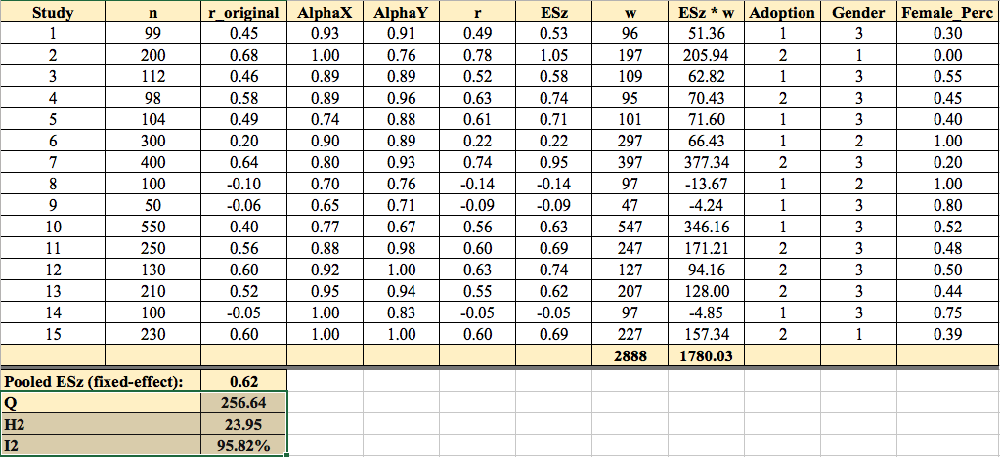 Study n r_original AlphaX AlphaY r ESz w ESz * w Adoption Gender Female_Perc
1 99 0.45 0.93 0.91 0.49 0.53 96 51.36 1 3 0.30
2 200 0.68 1.00 0.76 0.78 1.05 197 205.94 2 1 0.00
3 112 0.46 0.89 0.89 0.52 0.58 109 62.82 1 3 0.55
4 98 0.58 0.89 0.96 0.63 0.74 95 70.43 2 3 0.45
5 104 0.49 0.74 0.88 0.61 0.71 101 71.60 1 3 0.40
6 300 0.20 0.90 0.89 0.22 0.22 297 66.43 1 2 1.00
7 400 0.64 0.80 0.93 0.74 0.95 397 377.34 2 3 0.20
8 100 -0.10 0.70 0.76 -0.14 -0.14 97 -13.67 1 2 1.00
9 50 -0.06 0.65 0.71 -0.09 -0.09 47 -4.24 1 3 0.80
10 550 0.40 0.77 0.67 0.56 0.63 547 346.16 1 3 0.52
11 250 0.56 0.88 0.98 0.60 0.69 247 171.21 2 3 0.48
12 130 0.60 0.92 1.00 0.63 0.74 127 94.16 2 3 0.50
13 210 0.52 0.95 0.94 0.55 0.62 207 128.00 2 3 0.44
14 100 -0.05 1.00 0.83 -0.05 -0.05 97 -4.85 1 3 0.75
15 230 0.60 1.00 1.00 0.60 0.69 227 157.34 2 1 0.39
2888 1780.03
Pooled ESz (fixed-effect): 0.62
Q 256.64
H2 23.95
I2 95.82%